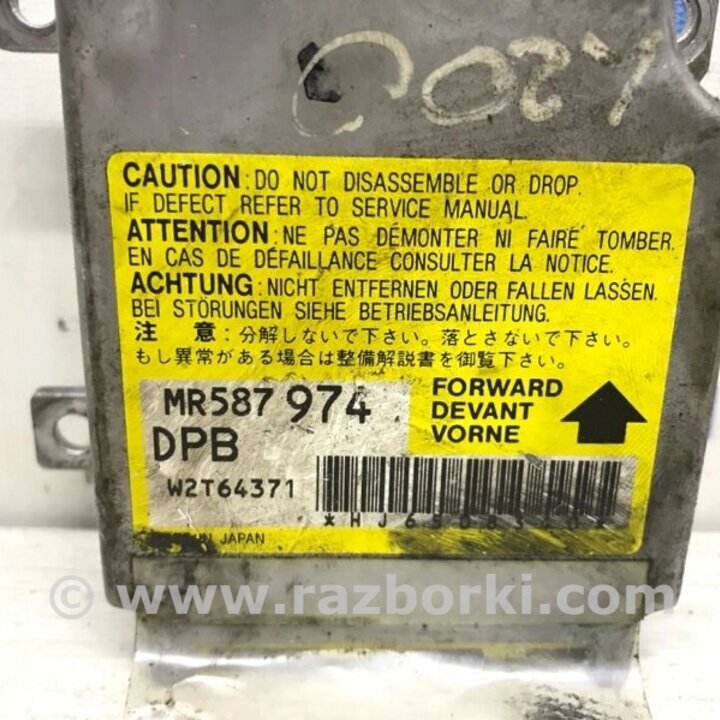 CAUTION: DO NOT DISASSEMBLE OR DROP.
IF DEFECT REFER TO SERVICE MANUAL.
ATTENTION: NE PAS DÉMONTER NI FAIRE TOMBER.
EN CAS DE DÉFAILLANCE CONSULTER LA NOTICE.
ACHTUNG: NICHT ENTFERNEN ODER FALLEN LASSEN.
BEI STÖRUNGEN SIEHE BETRIEBSANLEITUNG.
注 意:分解しないで下さい。落とさないで下さい。
もし異常がある場合は整備解説書を御覧下さい。
MR587 974
DPB
W2T64371
FORWARD
DEVANT
VORNE
JAPAN
© www.razborki.com